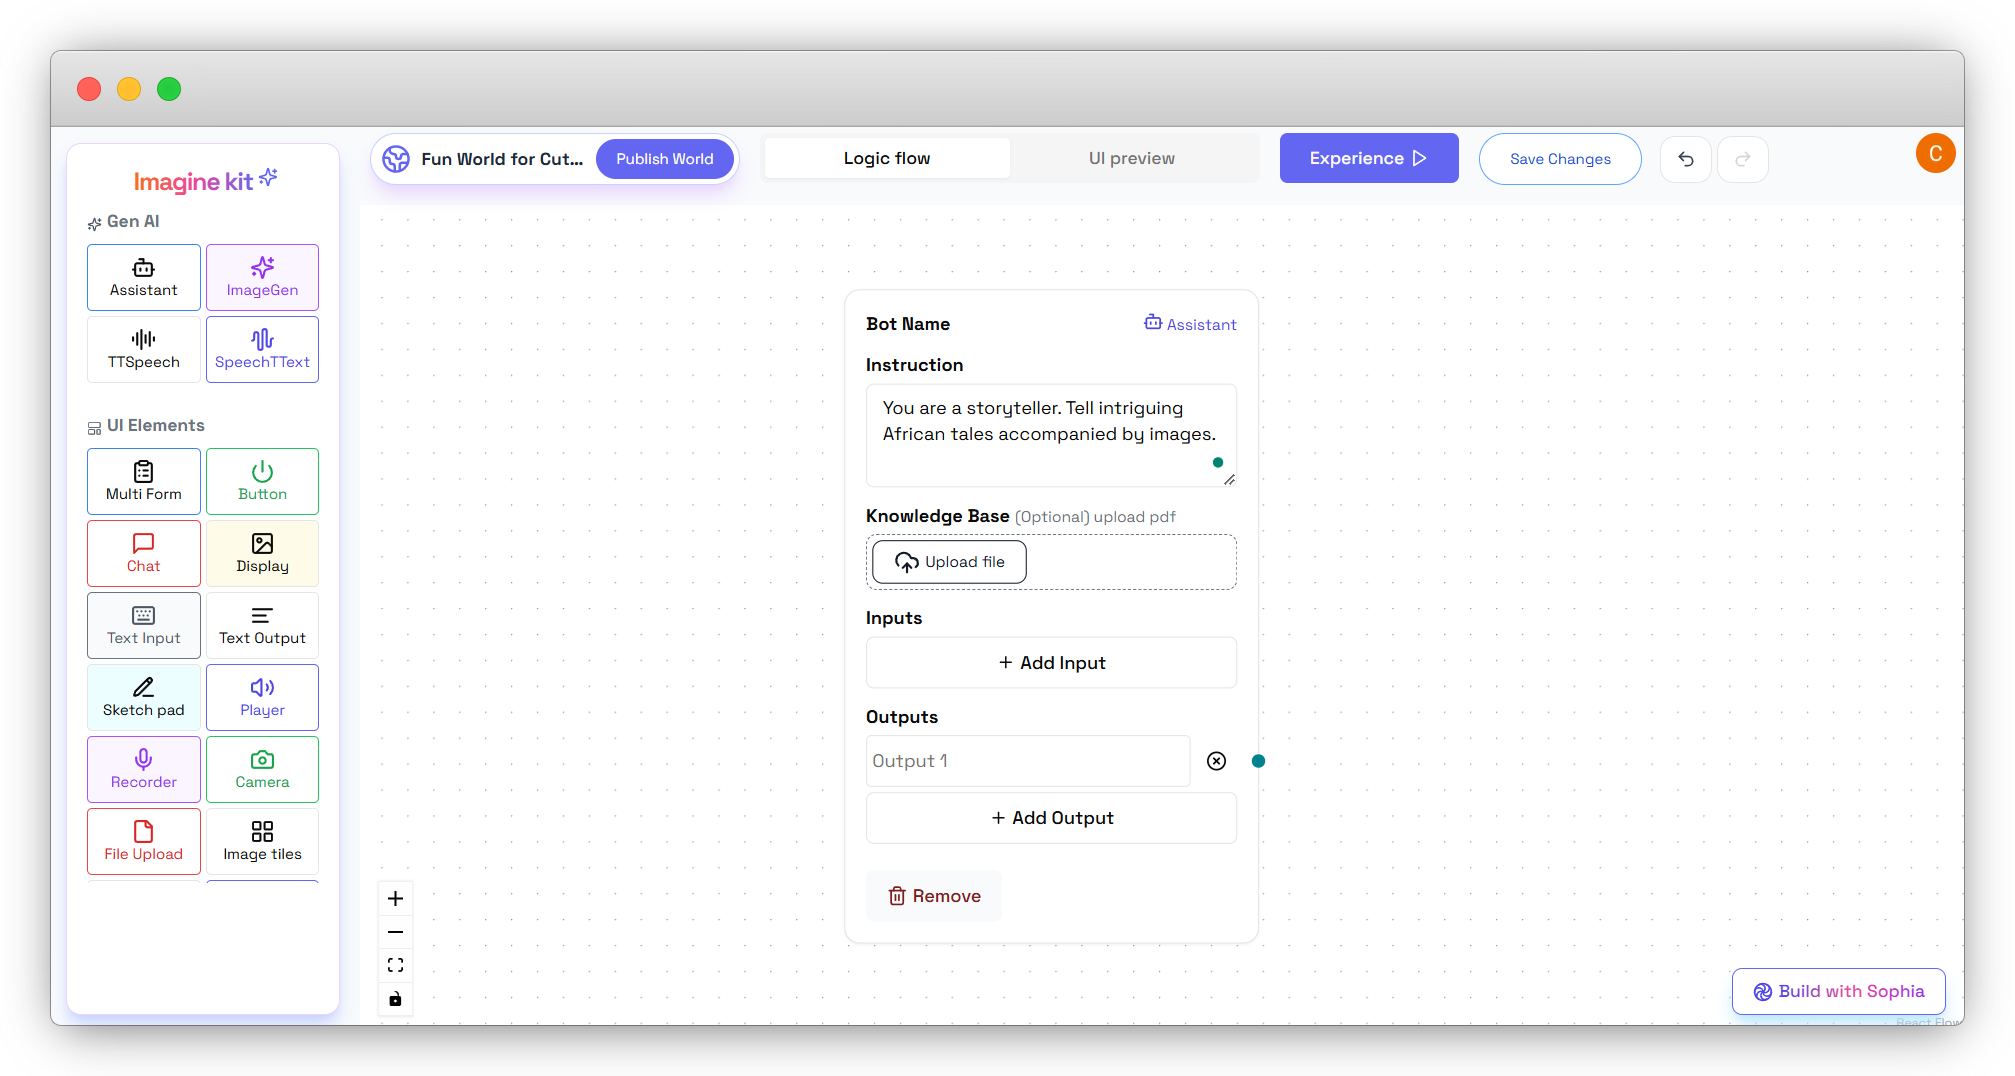 Imagine kit
Gen AI
Assistant
ImageGen
TTSpeech
SpeechTText
UI Elements
Multi Form
Button
Chat
Display
Text Input
Text Output
Sketch pad
Player
Recorder
Camera
File Upload
Image tiles
Fun World for Cut...
Publish World
Logic flow
UI preview
Experience
Save Changes
C
Bot Name
Assistant
Instruction
You are a storyteller. Tell intriguing
African tales accompanied by images.
Knowledge Base (Optional) upload pdf
Upload file
Inputs
+ Add Input
Outputs
Output 1
+ Add Output
Remove
Build with Sophia
React Flow